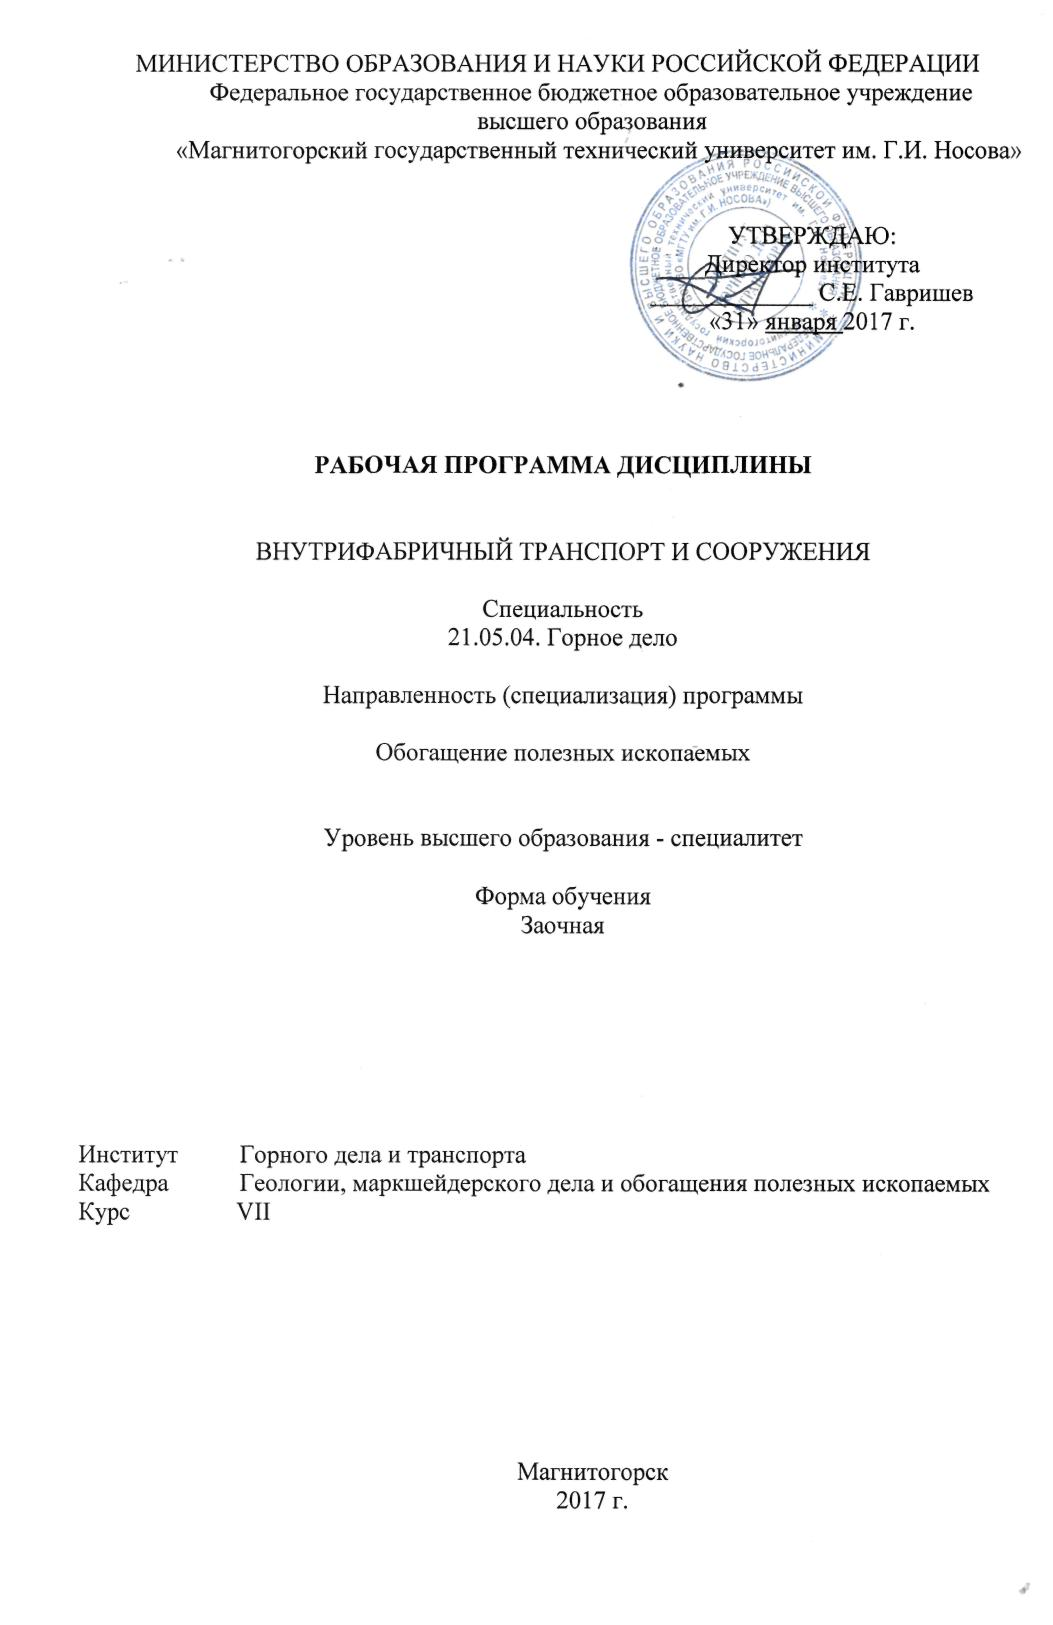 МИНИСТЕРСТВО ОБРАЗОВАНИЯ И НАУКИ РОССИЙСКОЙ ФЕДЕРАЦИИ
Федеральное государственное бюджетное образовательное учреждение
высшего образования
«Магнитогорский государственный технический университет им. Г.И. Носова»
УТВЕРЖДАЮ:
Директор института
С.Е. Гавришев
«31» января 2017 г.
РАБОЧАЯ ПРОГРАММА ДИСЦИПЛИНЫ
ВНУТРИФАБРИЧНЫЙ ТРАНСПОРТ И СООРУЖЕНИЯ
Специальность
21.05.04. Горное дело
Направленность (специализация) программы
Обогащение полезных ископаемых
Уровень высшего образования - специалитет
Форма обучения
Заочная
Институт Горного дела и транспорта
Кафедра Геологии, маркшейдерского дела и обогащения полезных ископаемых
Курс VII
Магнитогорск
2017 г.